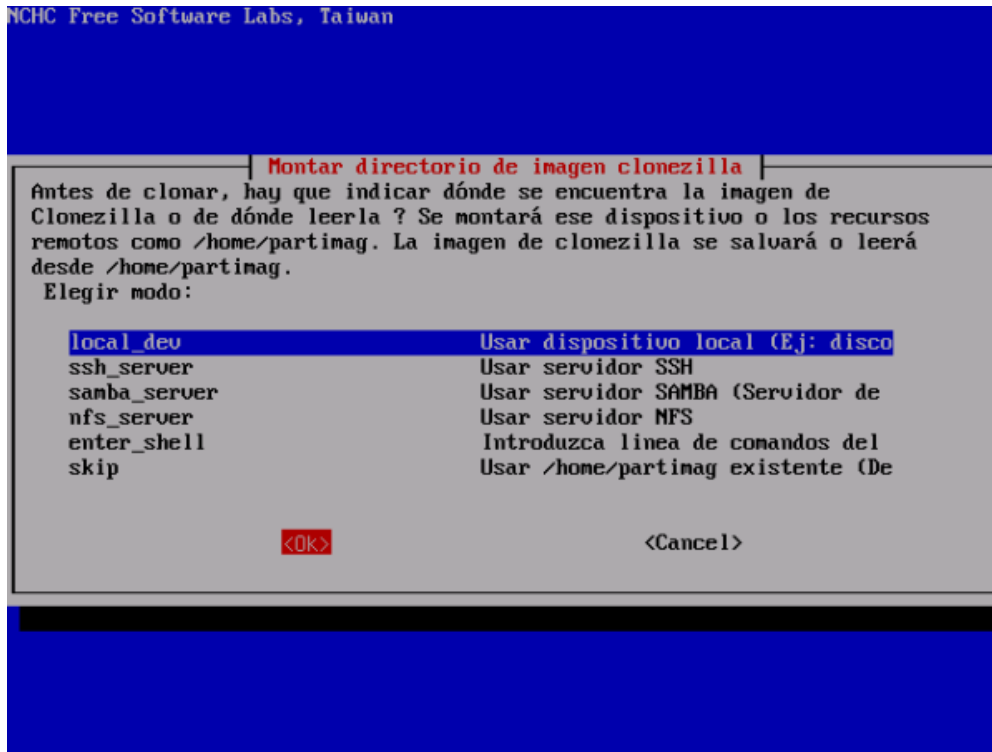 NCHC Free Software Labs, Taiwan
Montar directorio de imagen clonezilla
Antes de clonar, hay que indicar dónde se encuentra la imagen de
Clonezilla o de dónde leerla ? Se montará ese dispositivo o los recursos
remotos como /home/partimag. La imagen de clonezilla se salvará o leerá
desde /home/partimag.
Elegir modo:
local_dev Usar dispositivo local (Ej: disco
ssh_server Usar servidor SSH
samba_server Usar servidor SAMBA (Servidor de
nfs_server Usar servidor NFS
enter_shell Introduzca linea de comandos del
skip Usar /home/partimag existente (De
<Ok> <Cancel>